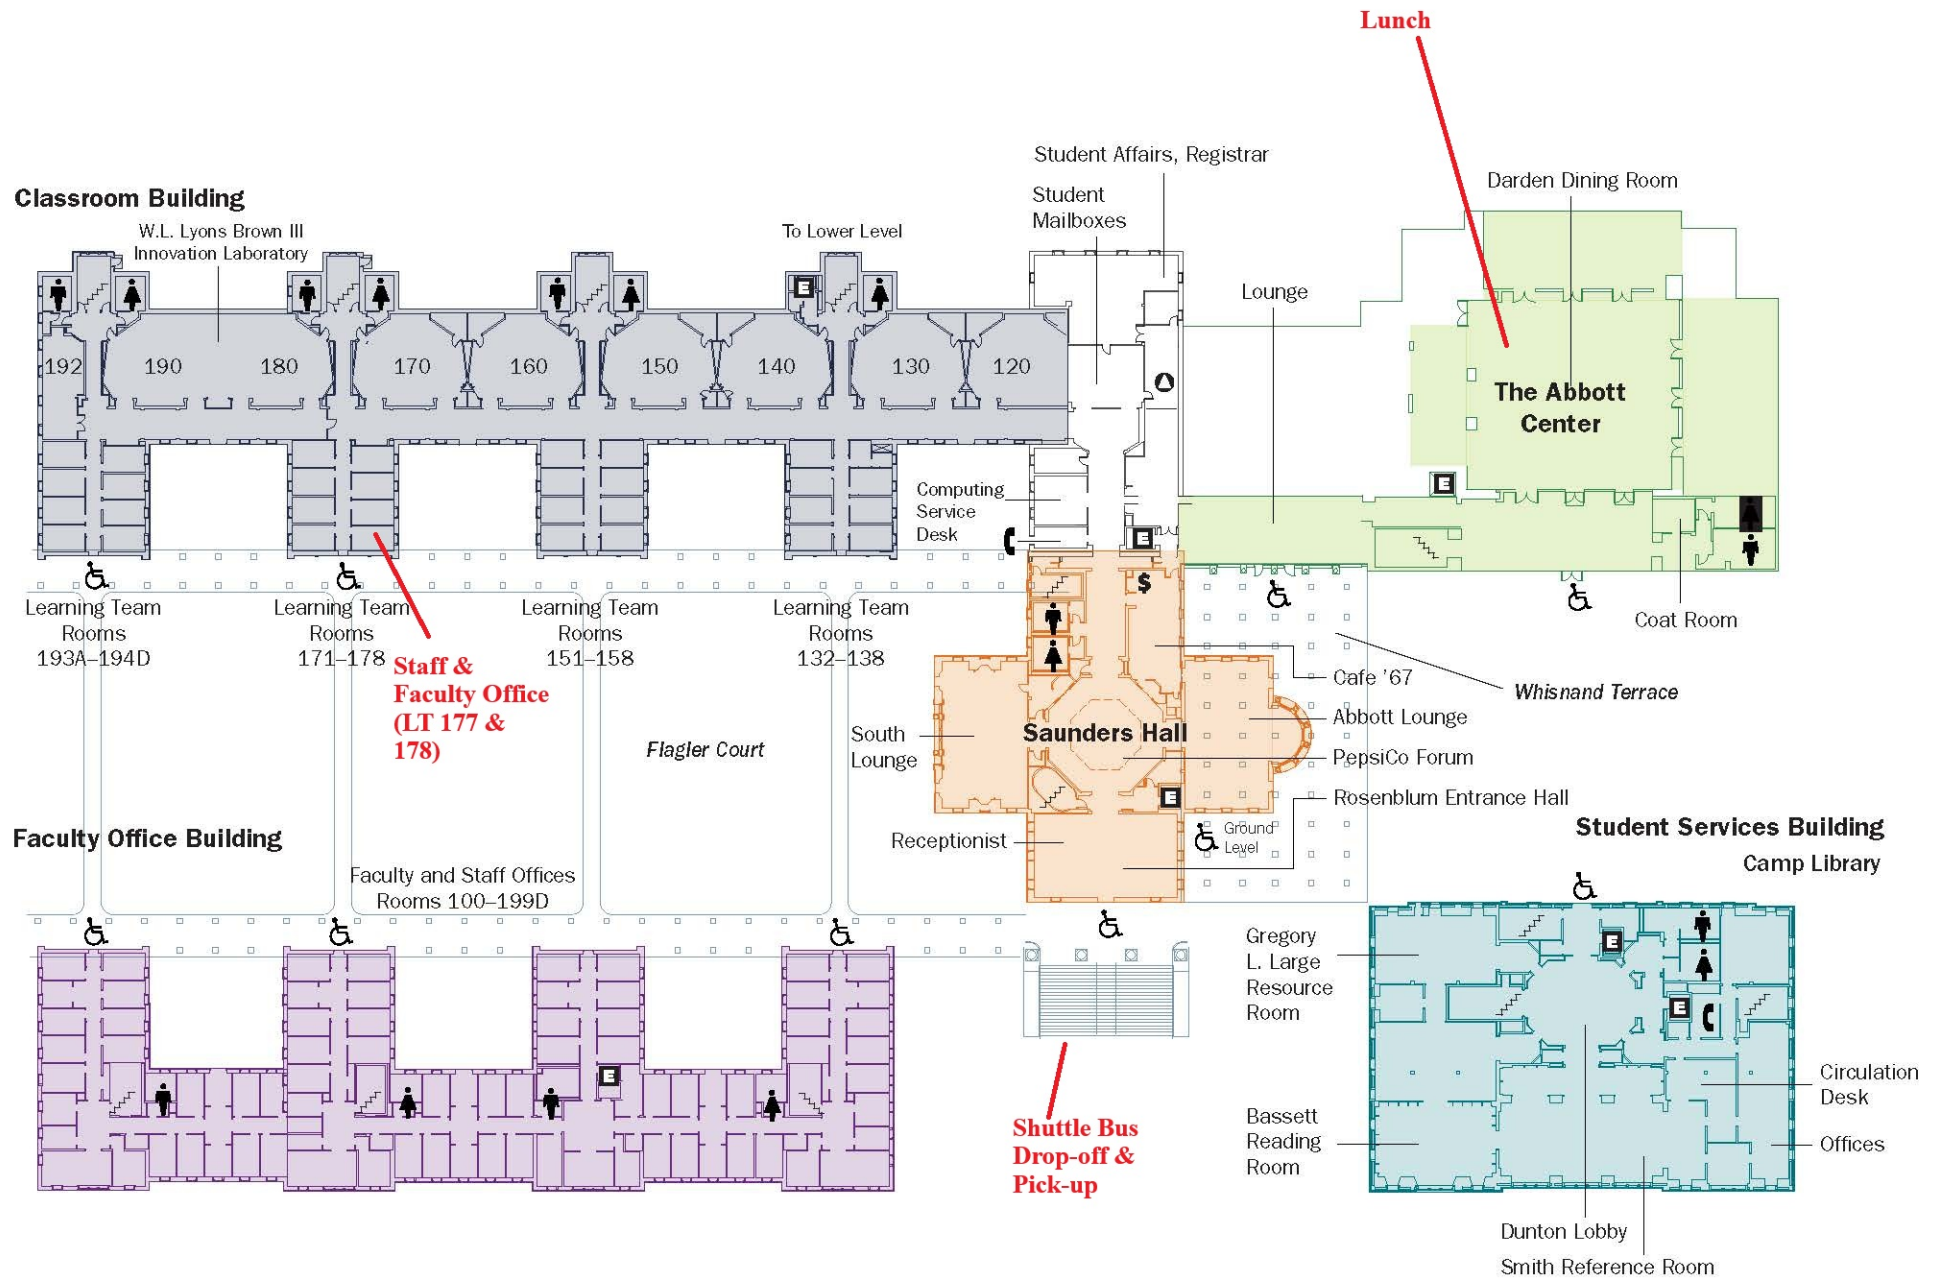 Lunch
Student Affairs, Registrar
Darden Dining Room
Student
Mailboxes
Classroom Building
W.L. Lyons Brown III
Innovation Laboratory
To Lower Level
Lounge
E
192
190
180
170
160
150
140
130
120
The Abbott
Center
E
Computing
Service
Desk
E
$
Learning Team
Rooms
193A–194D
Learning Team
Rooms
171–178
Learning Team
Rooms
151–158
Learning Team
Rooms
132–138
Coat Room
Staff &
Faculty Office
(LT 177 &
178)
Cafe '67
Whisnand Terrace
Abbott Lounge
Saunders Hall
South
Lounge
Flagler Court
PepsiCo Forum
E
Rosenblum Entrance Hall
Ground
Level
Receptionist
Faculty Office Building
Student Services Building
Camp Library
Faculty and Staff Offices
Rooms 100–199D
Gregory
L. Large
Resource
Room
E
E
E
Circulation
Desk
Shuttle Bus
Drop-off &
Pick-up
Bassett
Reading
Room
Offices
Dunton Lobby
Smith Reference Room